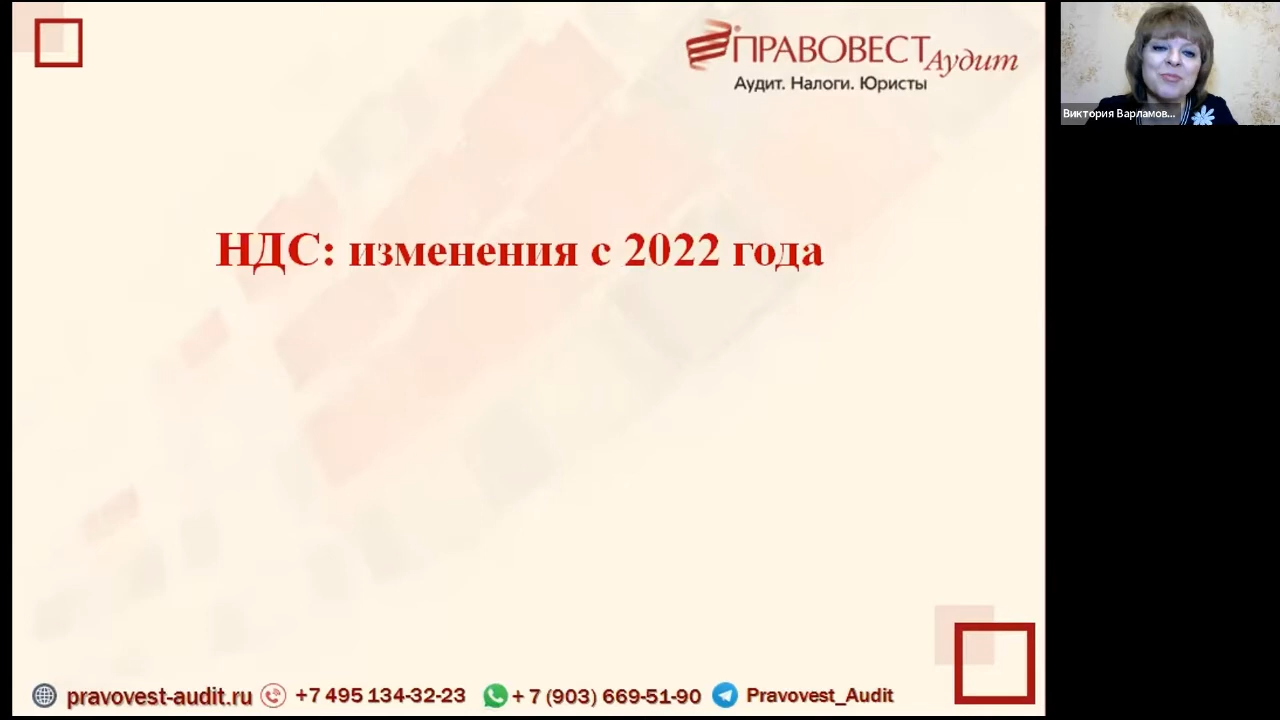 ПРАВОВЕСТ Аудит
Аудит. Налоги. Юристы
Виктория Варламов...
НДС: изменения с 2022 года
pravovest-audit.ru +7 495 134-32-23 + 7 (903) 669-51-90 Pravovest_Audit